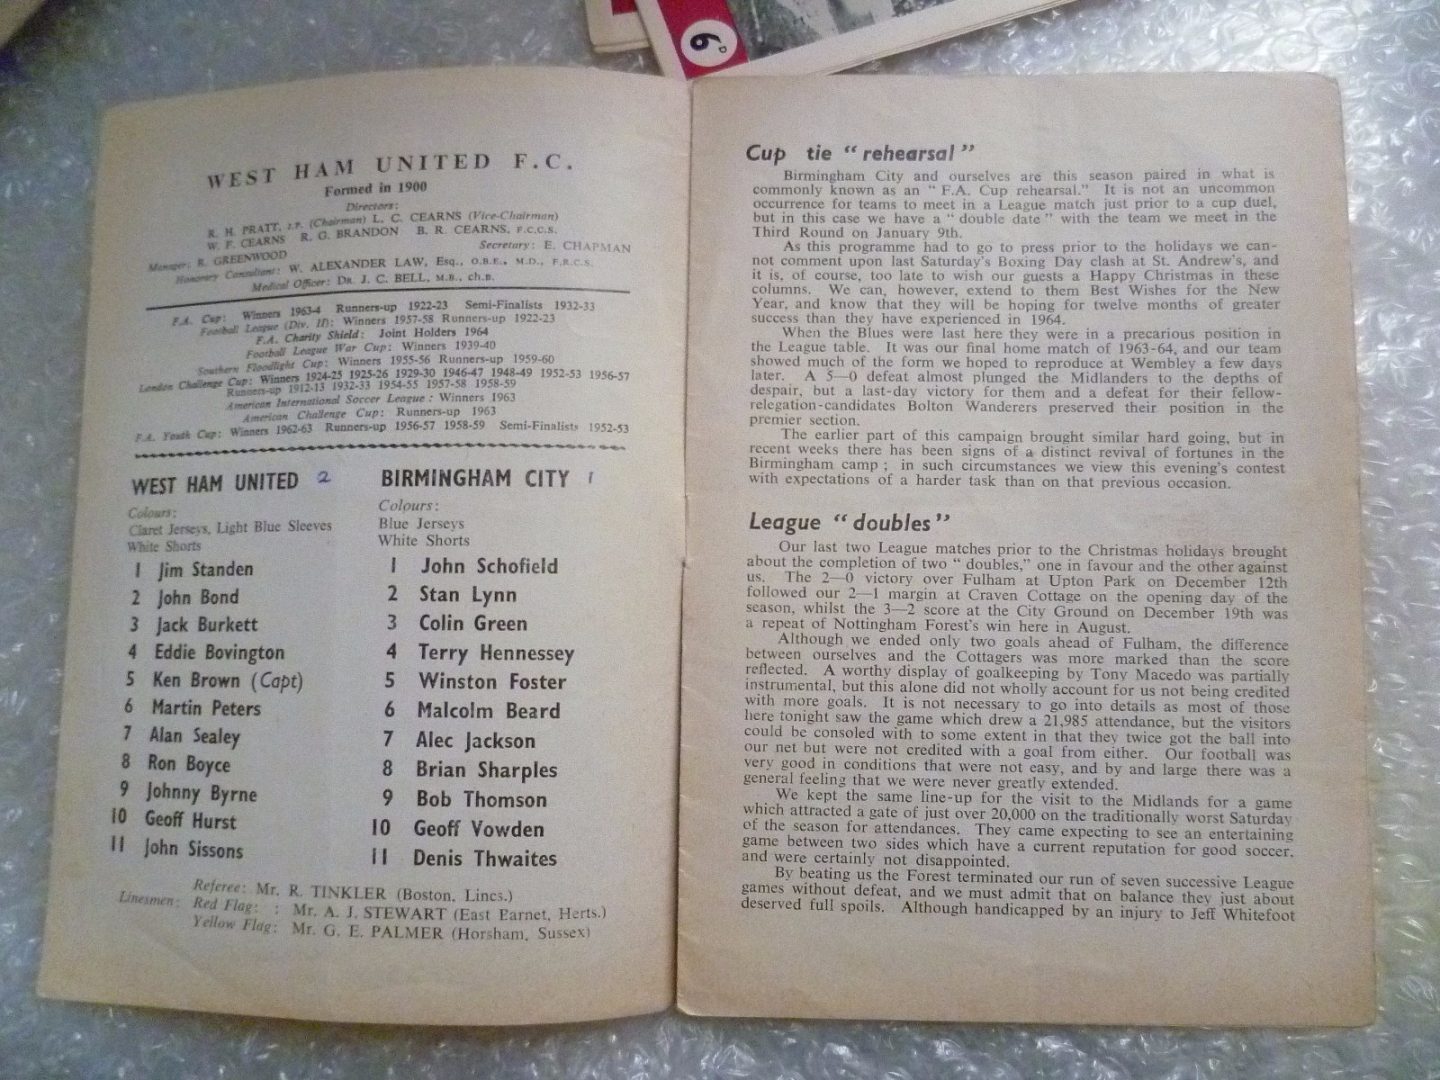 6D
WEST HAM UNITED F.C.
Formed in 1900
Directors:
R. H. PRATT, J.P. (Chairman) L. C. CEARNS (Vice-Chairman)
W. F. CEARNS R. G. BRANDON B. R. CEARNS, F.C.C.S.
Manager: R. GREENWOOD Secretary: E. CHAPMAN
Honorary Consultant: W. ALEXANDER LAW, Esq., O.B.E., M.D., F.R.C.S.
Medical Officer: DR. J. C. BELL, M.B., ch.B.
F.A. Cup: Winners 1963-4 Runners-up 1922-23 Semi-Finalists 1932-33
Football League (Div. II): Winners 1957-58 Runners-up 1922-23
F.A. Charity Shield: Joint Holders 1964
Football League War Cup: Winners 1939-40
Southern Floodlight Cup: Winners 1955-56 Runners-up 1959-60
London Challenge Cup: Winners 1924-25 1925-26 1929-30 1946-47 1948-49 1952-53 1956-57
Runners-up 1912-13 1932-33 1954-55 1957-58 1958-59
American International Soccer League: Winners 1963
American Challenge Cup: Runners-up 1963
F.A. Youth Cup: Winners 1962-63 Runners-up 1956-57 1958-59 Semi-Finalists 1952-53
WEST HAM UNITED 2
Colours:
Claret Jerseys, Light Blue Sleeves
White Shorts
1 Jim Standen
2 John Bond
3 Jack Burkett
4 Eddie Bovington
5 Ken Brown (Capt)
6 Martin Peters
7 Alan Sealey
8 Ron Boyce
9 Johnny Byrne
10 Geoff Hurst
11 John Sissons
BIRMINGHAM CITY 1
Colours:
Blue Jerseys
White Shorts
1 John Schofield
2 Stan Lynn
3 Colin Green
4 Terry Hennessey
5 Winston Foster
6 Malcolm Beard
7 Alec Jackson
8 Brian Sharples
9 Bob Thomson
10 Geoff Vowden
11 Denis Thwaites
Referee: Mr. R. TINKLER (Boston, Lincs.)
Linesmen: Red Flag: : Mr. A. J. STEWART (East Barnet, Herts.)
Yellow Flag: Mr. G. E. PALMER (Horsham, Sussex)
Cup tie "rehearsal"
Birmingham City and ourselves are this season paired in what is
commonly known as an "F.A. Cup rehearsal." It is not an uncommon
occurrence for teams to meet in a League match just prior to a cup duel,
but in this case we have a "double date" with the team we meet in the
Third Round on January 9th.
As this programme had to go to press prior to the holidays we can-
not comment upon last Saturday's Boxing Day clash at St. Andrew's, and
it is, of course, too late to wish our guests a Happy Christmas in these
columns. We can, however, extend to them Best Wishes for the New
Year, and know that they will be hoping for twelve months of greater
success than they have experienced in 1964.
When the Blues were last here they were in a precarious position in
the League table. It was our final home match of 1963-64, and our team
showed much of the form we hoped to reproduce at Wembley a few days
later. A 5—0 defeat almost plunged the Midlanders to the depths of
despair, but a last-day victory for them and a defeat for their fellow-
relegation-candidates Bolton Wanderers preserved their position in the
premier section.
The earlier part of this campaign brought similar hard going, but in
recent weeks there has been signs of a distinct revival of fortunes in the
Birmingham camp; in such circumstances we view this evening's contest
with expectations of a harder task than on that previous occasion.
League "doubles"
Our last two League matches prior to the Christmas holidays brought
about the completion of two "doubles," one in favour and the other against
us. The 2—0 victory over Fulham at Upton Park on December 12th
followed our 2—1 margin at Craven Cottage on the opening day of the
season, whilst the 3—2 score at the City Ground on December 19th was
a repeat of Nottingham Forest's win here in August.
Although we ended only two goals ahead of Fulham, the difference
between ourselves and the Cottagers was more marked than the score
reflected. A worthy display of goalkeeping by Tony Macedo was partially
instrumental, but this alone did not wholly account for us not being credited
with more goals. It is not necessary to go into details as most of those
here tonight saw the game which drew a 21,985 attendance, but the visitors
could be consoled with to some extent in that they twice got the ball into
our net but were not credited with a goal from either. Our football was
very good in conditions that were not easy, and by and large there was a
general feeling that we were never greatly extended.
We kept the same line-up for the visit to the Midlands for a game
which attracted a gate of just over 20,000 on the traditionally worst Saturday
of the season for attendances. They came expecting to see an entertaining
game between two sides which have a current reputation for good soccer,
and were certainly not disappointed.
By beating us the Forest terminated our run of seven successive League
games without defeat, and we must admit that on balance they just about
deserved full spoils. Although handicapped by an injury to Jeff Whitefoot